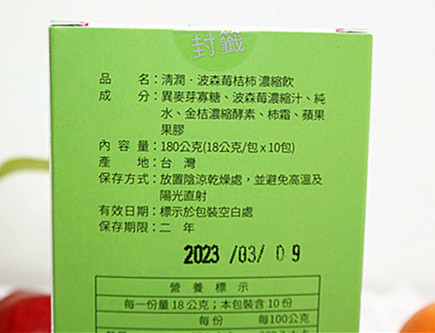 封籤
品　　名：清潤·波森莓桔柿濃縮飲
成　　分：異麥芽寡糖、波森莓濃縮汁、純
水、金桔濃縮酵素、柿霜、蘋果
果膠
內 容 量：180公克(18公克/包x10包)
產　　地：台　灣
保存方式：放置陰涼乾燥處，並避免高溫及
陽光直射
有效日期：標示於包裝空白處
保存期限：二　年
2023 /03/ 09
營　養　標　示
每一份量 18 公克；本包裝含 10 份
每份　每100公克